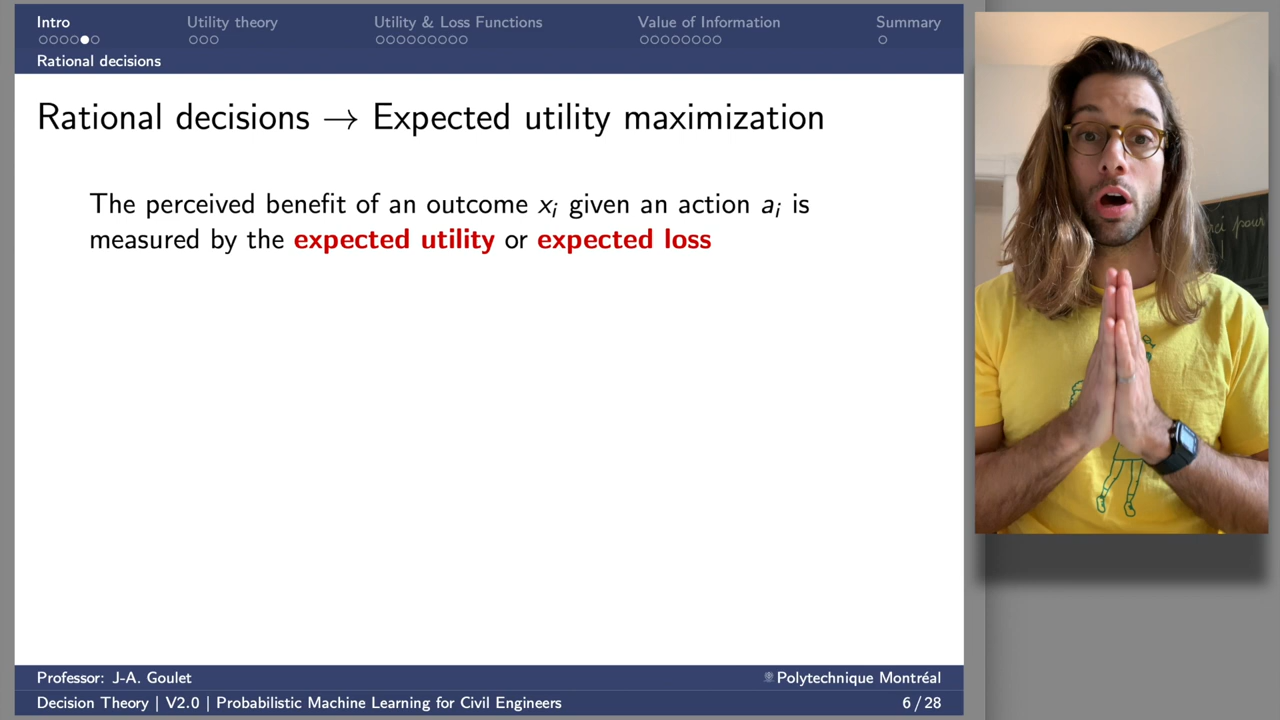 Intro
Utility theory
Utility & Loss Functions
Value of Information
Summary
Rational decisions
Rational decisions → Expected utility maximization
The perceived benefit of an outcome xᵢ given an action aᵢ is
measured by the expected utility or expected loss
rci pour
Professor: J-A. Goulet
Polytechnique Montréal
Decision Theory | V2.0 | Probabilistic Machine Learning for Civil Engineers
6 / 28